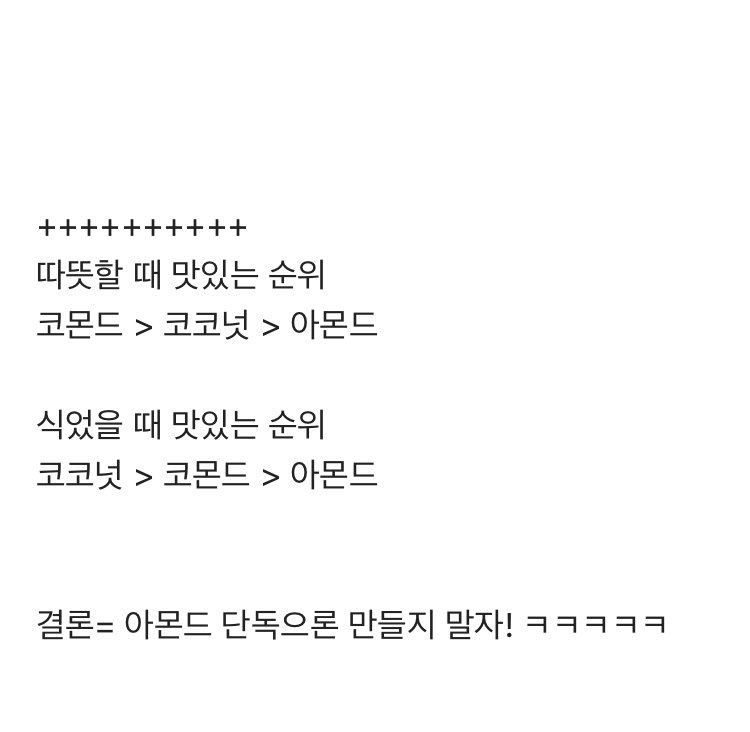 ++++++++++
따뜻할 때 맛있는 순위
코몬드 > 코코넛 > 아몬드
식었을 때 맛있는 순위
코코넛 > 코몬드 > 아몬드
결론= 아몬드 단독으론 만들지 말자! ㅋㅋㅋㅋㅋ